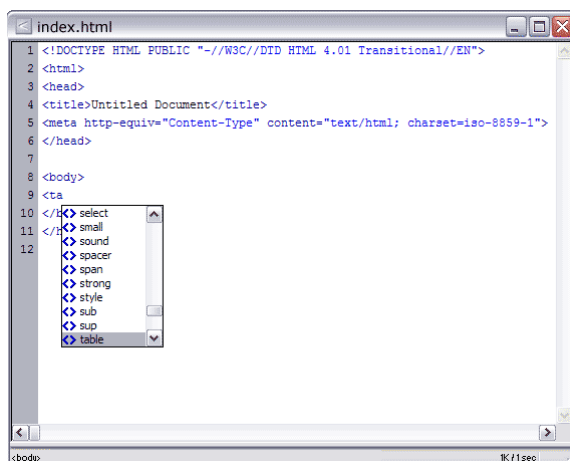 index.html
1 <!DOCTYPE HTML PUBLIC "-//W3C//DTD HTML 4.01 Transitional//EN">
2 <html>
3 <head>
4 <title>Untitled Document</title>
5 <meta http-equiv="Content-Type" content="text/html; charset=iso-8859-1">
6 </head>
7
8 <body>
9 <ta
10 </b
11 </h
12
<> select
<> small
<> sound
<> spacer
<> span
<> strong
<> style
<> sub
<> sup
<> table
<body> 1K / 1 sec